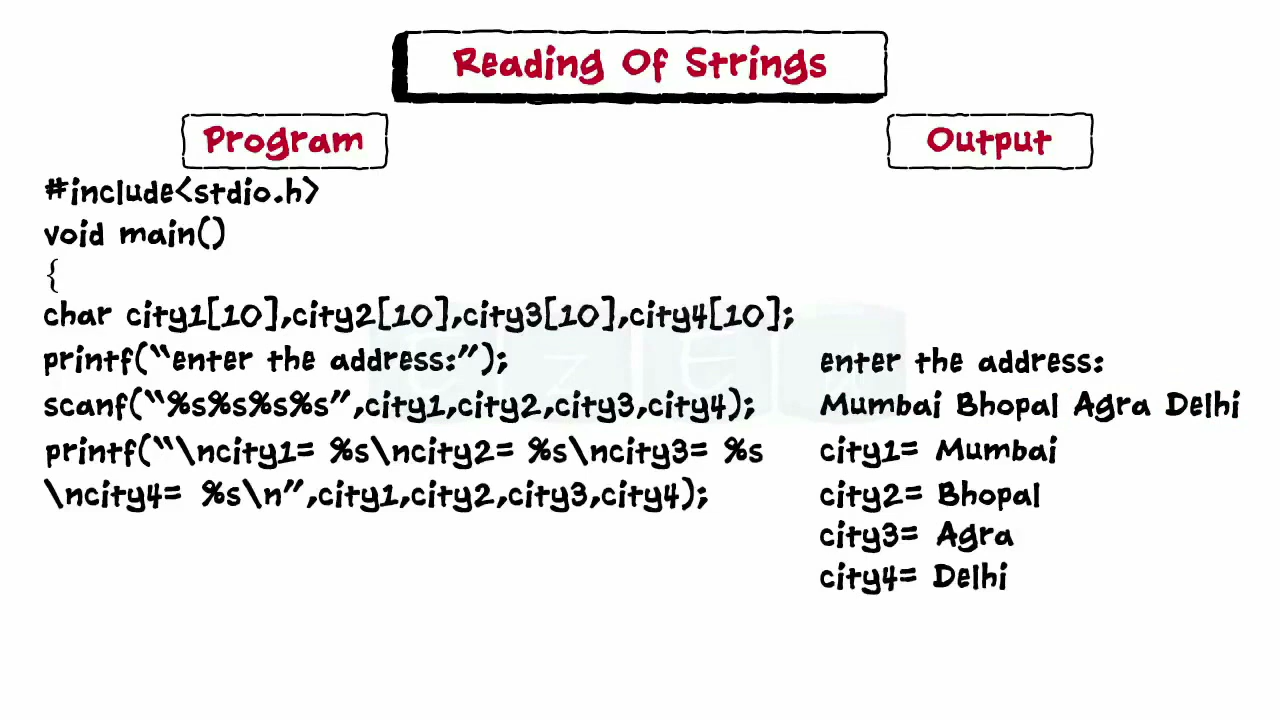 Reading Of Strings
Program
Output
#include<stdio.h>
void main()
{
char city1[10],city2[10],city3[10],city4[10];
printf(“enter the address:”);
scanf(“%s%s%s%s”,city1,city2,city3,city4);
printf(“\ncity1= %s\ncity2= %s\ncity3= %s
\ncity4= %s\n”,city1,city2,city3,city4);
enter the address:
Mumbai Bhopal Agra Delhi
city1= Mumbai
city2= Bhopal
city3= Agra
city4= Delhi